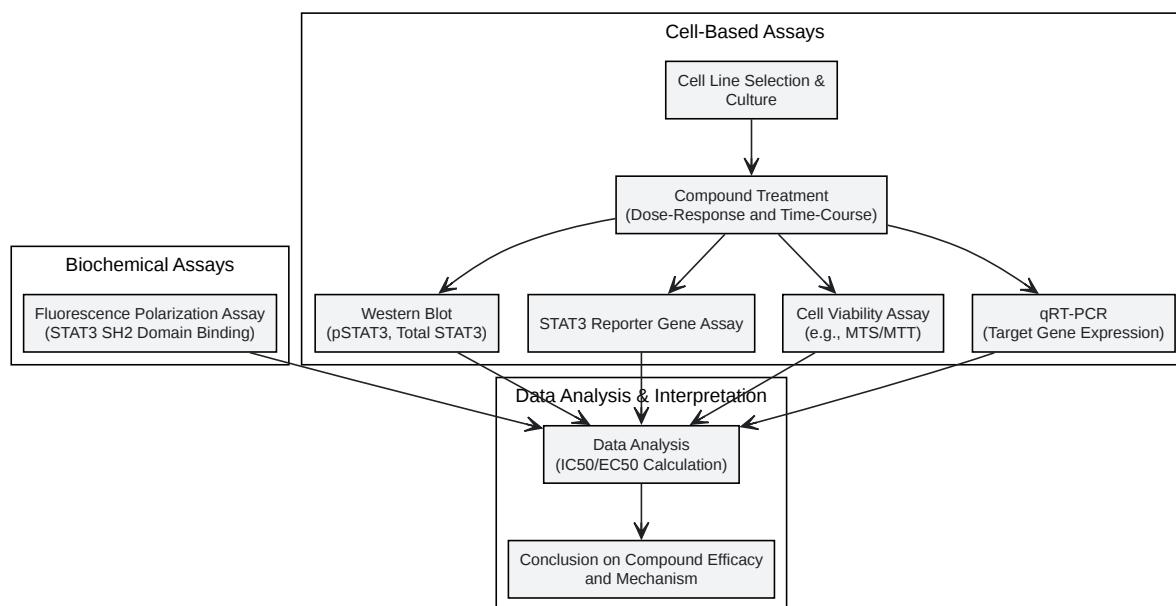 Cell-Based Assays
Cell Line Selection &
Culture
Compound Treatment
(Dose-Response and Time-Course)
Biochemical Assays
Fluorescence Polarization Assay
(STAT3 SH2 Domain Binding)
Western Blot
(pSTAT3, Total STAT3)
STAT3 Reporter Gene Assay
Cell Viability Assay
(e.g., MTS/MTT)
qRT-PCR
(Target Gene Expression)
Data Analysis & Interpretation
Data Analysis
(IC50/EC50 Calculation)
Conclusion on Compound Efficacy
and Mechanism